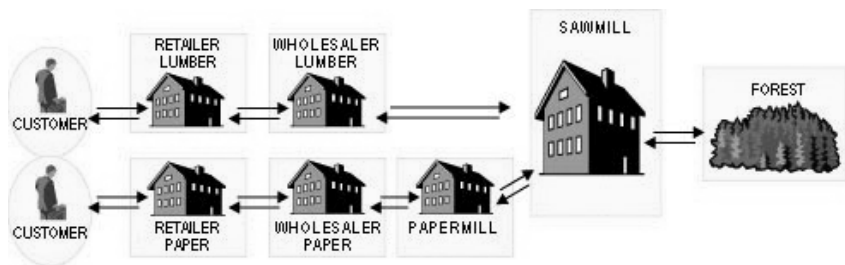 SAWMILL
RETAILER
LUMBER
WHOLESALER
LUMBER
FOREST
CUSTOMER
CUSTOMER
RETAILER
PAPER
WHOLESALER
PAPER
PAPERMILL